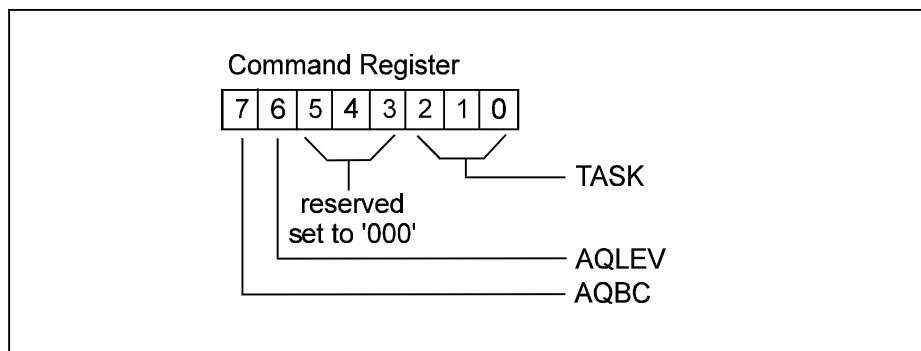 Command Register
7 6 5 4 3 2 1 0
TASK
reserved
set to '000'
AQLEV
AQBC